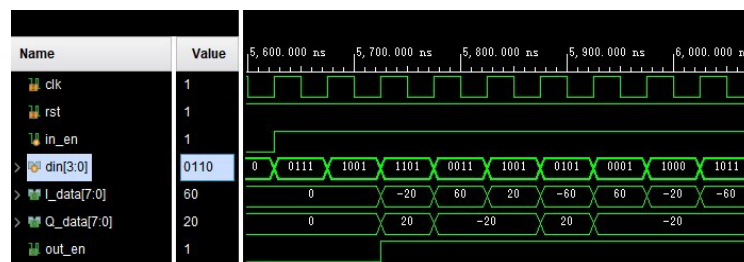 Name Value 5,600.000 ns 5,700.000 ns 5,800.000 ns 5,900.000 ns 6,000.000 n
clk 1
rst 1
in_en 1
din[3:0] 0110 0 0111 1001 1101 0011 1001 0101 0001 1000 1011
I_data[7:0] 60 0 -20 60 20 -60 60 -20 -60
Q_data[7:0] 20 0 20 -20 20 -20
out_en 1